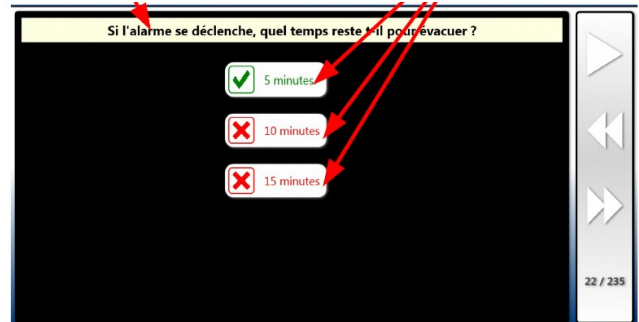 Si l'alarme se déclenche, quel temps reste t-il pour évacuer ?
5 minutes
10 minutes
15 minutes
22 / 235